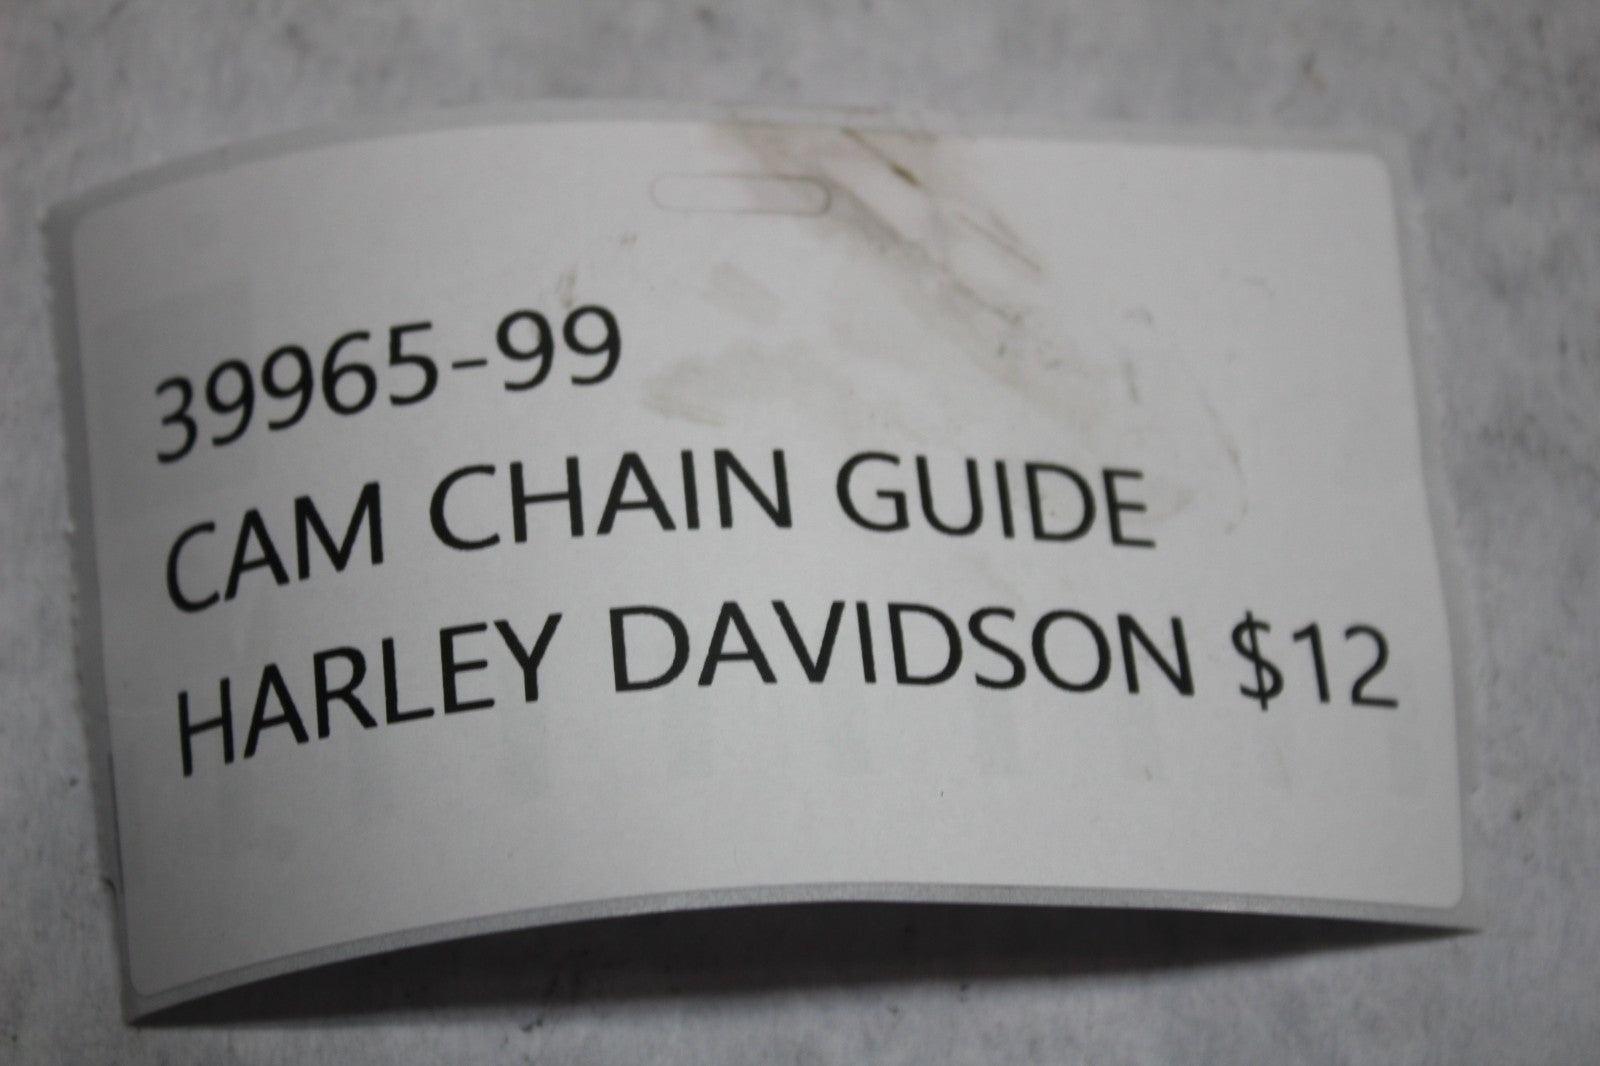 39965-99
CAM CHAIN GUIDE
HARLEY DAVIDSON $12